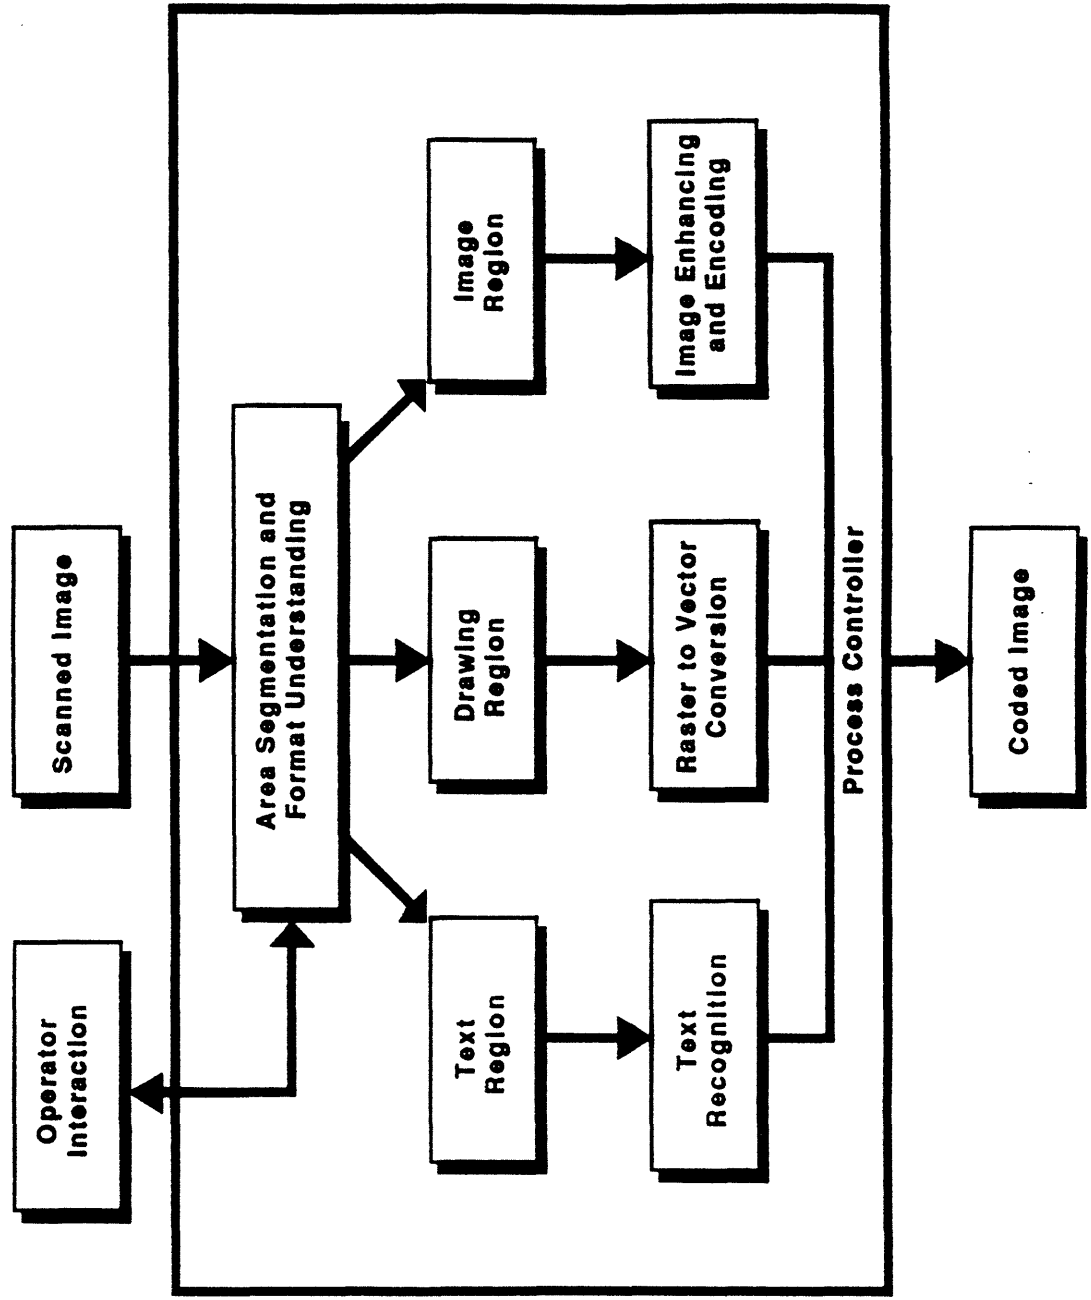 Operator
Interaction
Scanned Image
Area Segmentation and
Format Understanding
Text
Region
Drawing
Region
Image
Region
Text
Recognition
Raster to Vector
Conversion
Image Enhancing
and Encoding
Process Controller
Coded Image